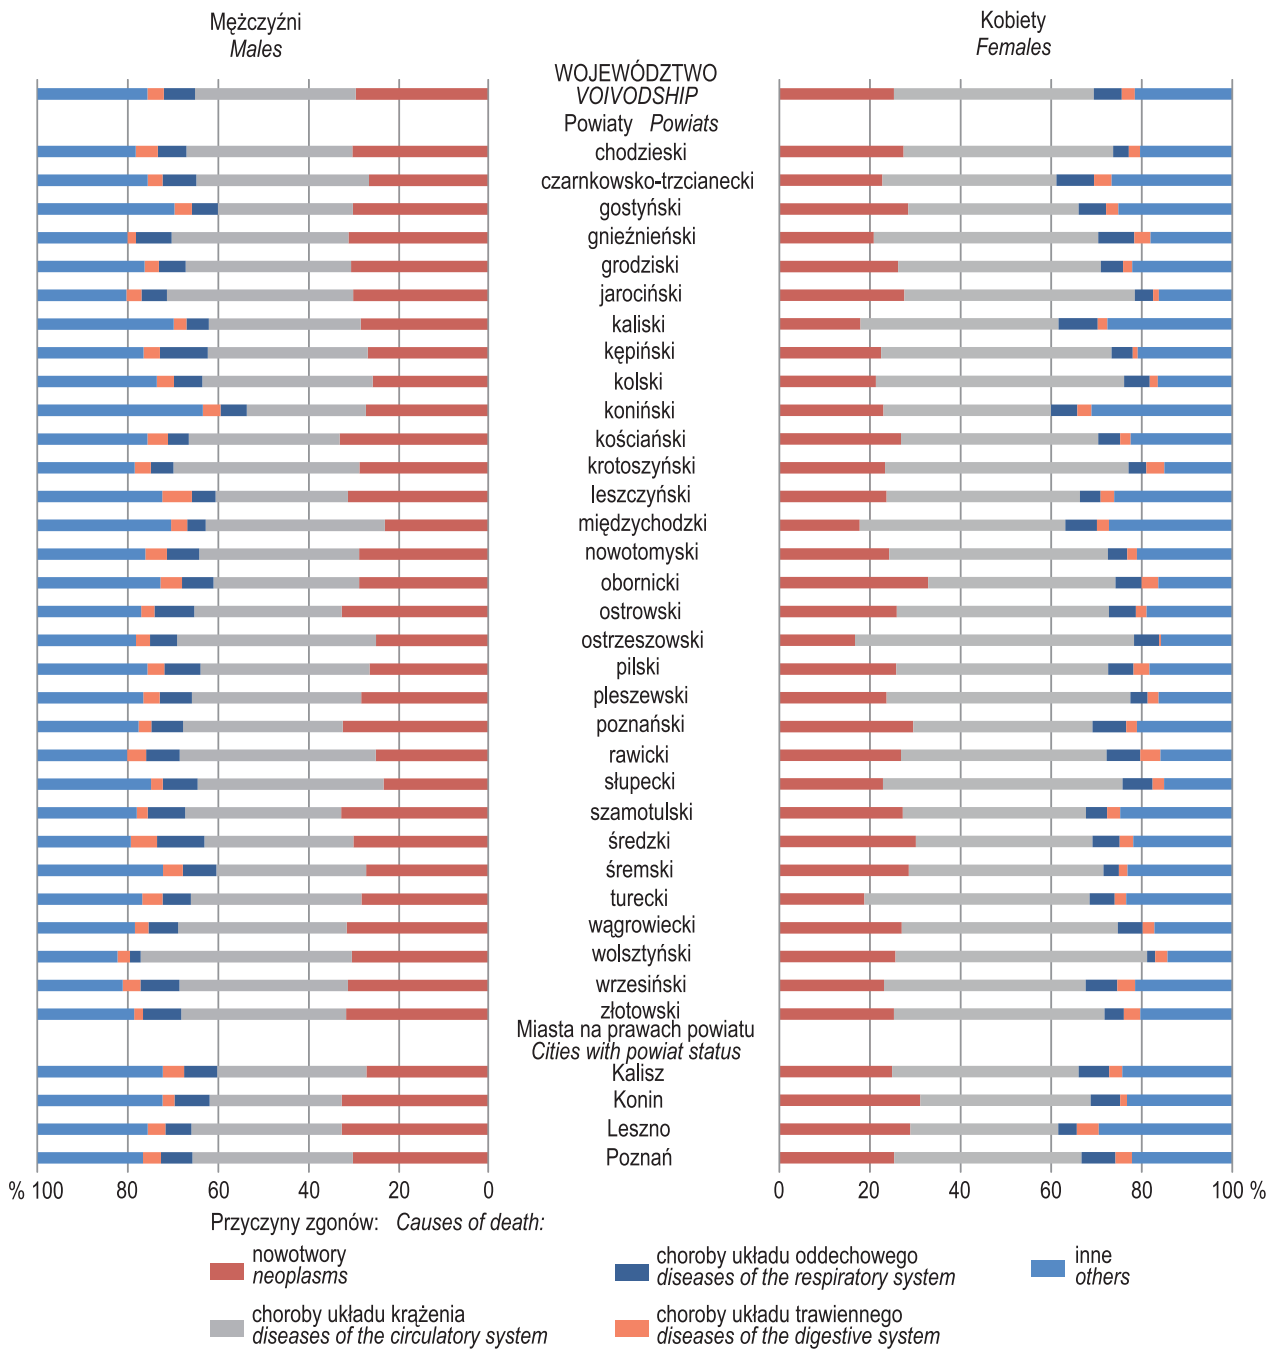 Mężczyźni
Males
Kobiety
Females
WOJEWÓDZTWO
VOIVODSHIP
Powiaty Powiats
chodzieski
czarnkowsko-trzcianecki
gostyński
gnieźnieński
grodziski
jarociński
kaliski
kępiński
kolski
koniński
kościański
krotoszyński
leszczyński
międzychodzki
nowotomyski
obornicki
ostrowski
ostrzeszowski
pilski
pleszewski
poznański
rawicki
słupecki
szamotulski
średzki
śremski
turecki
wągrowiecki
wolsztyński
wrzesiński
złotowski
Miasta na prawach powiatu
Cities with powiat status
Kalisz
Konin
Leszno
Poznań
% 100 80 60 40 20 0
0 20 40 60 80 100 %
Przyczyny zgonów: Causes of death:
nowotwory
neoplasms
choroby układu krążenia
diseases of the circulatory system
choroby układu oddechowego
diseases of the respiratory system
choroby układu trawiennego
diseases of the digestive system
inne
others